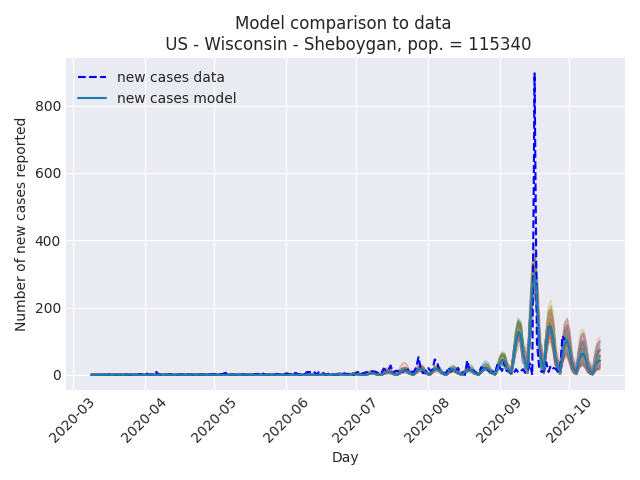 Model comparison to data
US - Wisconsin - Sheboygan, pop. = 115340
new cases data
new cases model
Number of new cases reported
800
600
400
200
0
2020-03
2020-04
2020-05
2020-06
2020-07
2020-08
2020-09
2020-10
Day